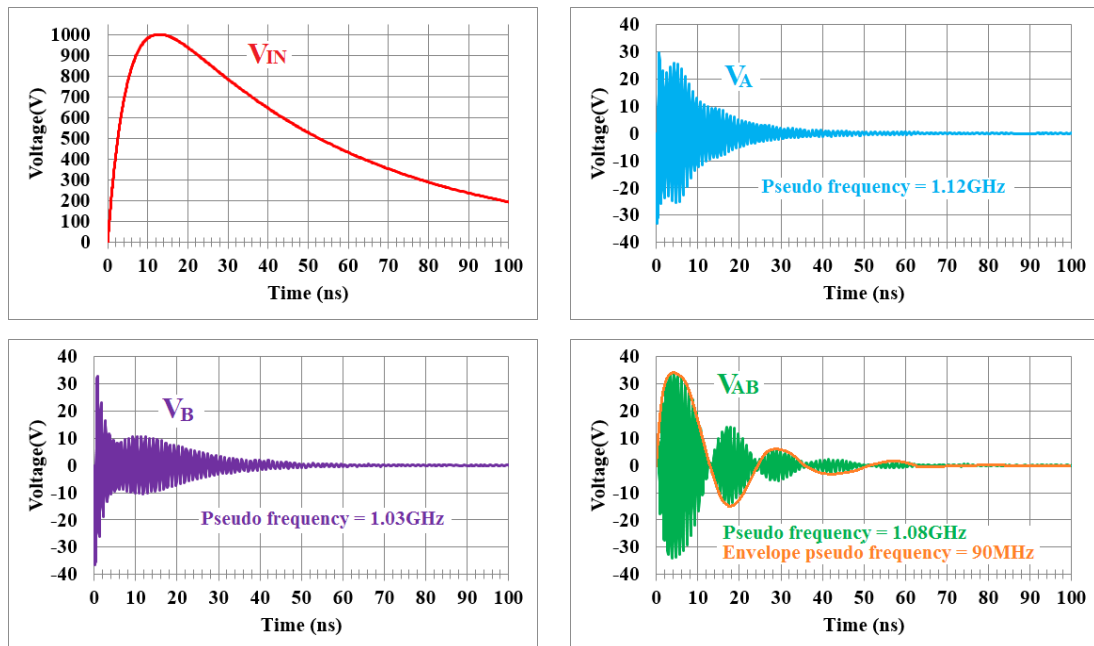 1000
900
800
700
600
500
400
300
200
100
0
Voltage(V)
VIN
0 10 20 30 40 50 60 70 80 90 100
Time (ns)
40
30
20
10
0
-10
-20
-30
-40
Voltage(V)
VA
Pseudo frequency = 1.12GHz
0 10 20 30 40 50 60 70 80 90 100
Time (ns)
40
30
20
10
0
-10
-20
-30
-40
Voltage(V)
VB
Pseudo frequency = 1.03GHz
0 10 20 30 40 50 60 70 80 90 100
Time (ns)
40
30
20
10
0
-10
-20
-30
-40
Voltage(V)
VAB
Pseudo frequency = 1.08GHz
Envelope pseudo frequency = 90MHz
0 10 20 30 40 50 60 70 80 90 100
Time (ns)